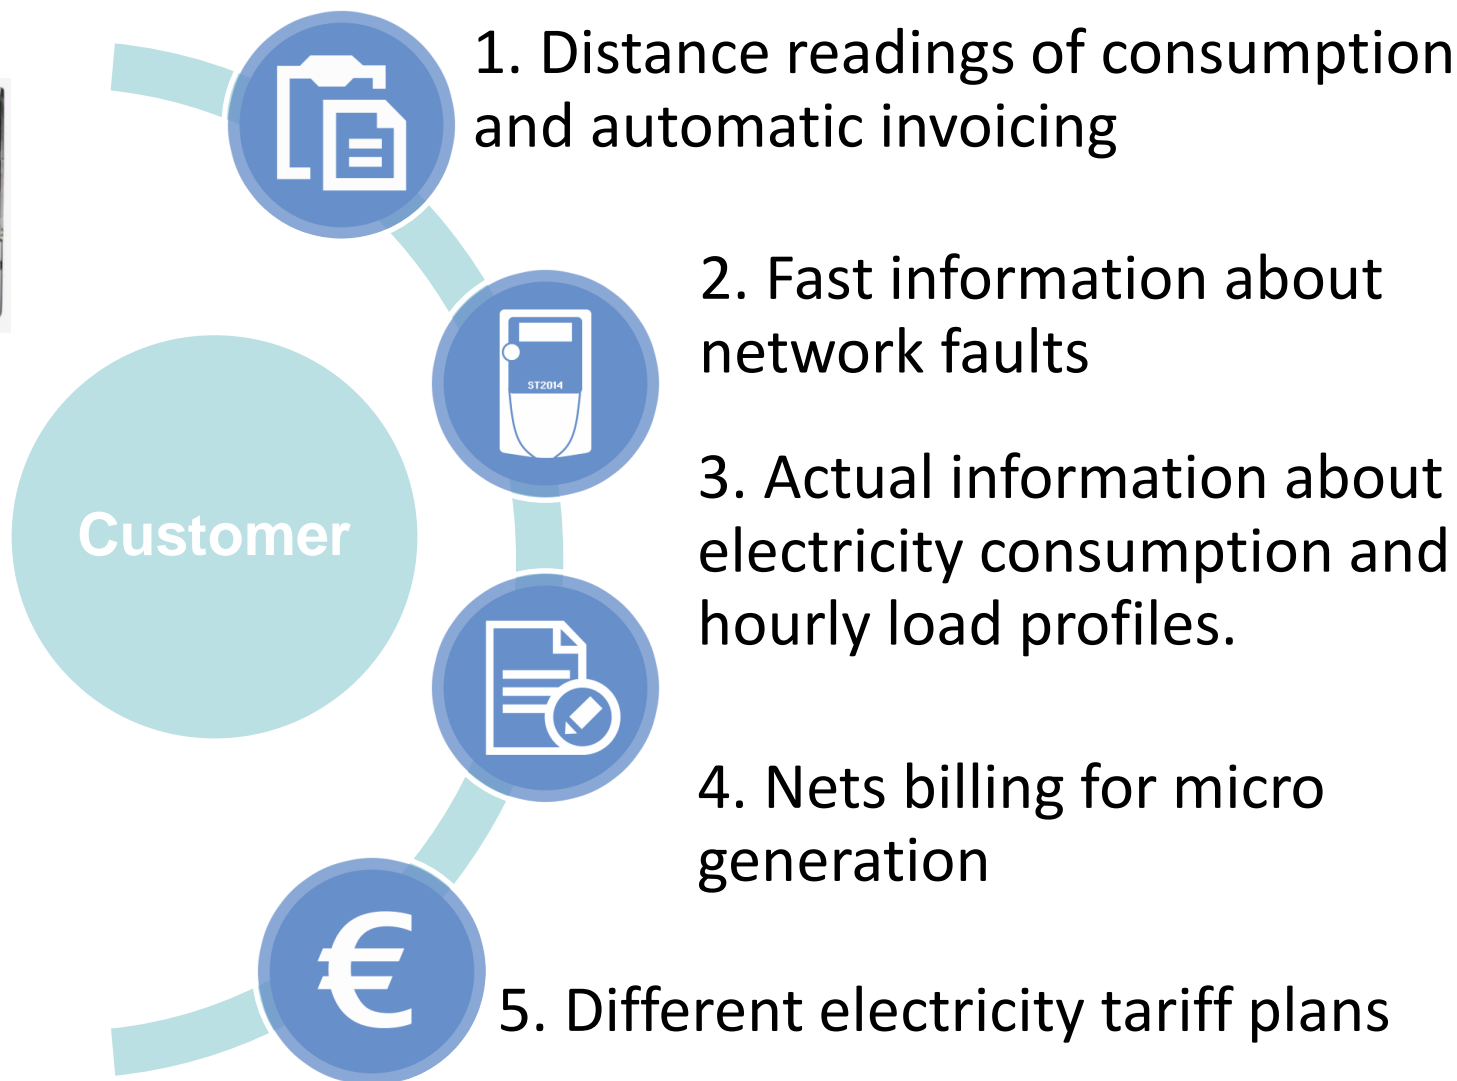 1. Distance readings of consumption
and automatic invoicing
2. Fast information about
network faults
ST2014
3. Actual information about
electricity consumption and
hourly load profiles.
Customer
4. Nets billing for micro
generation
€
5. Different electricity tariff plans